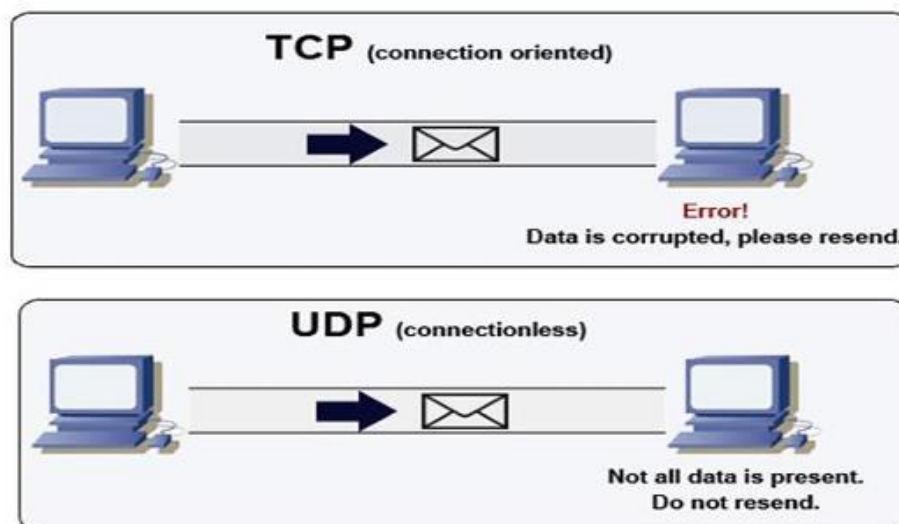 TCP (connection oriented)
Error!
Data is corrupted, please resend.
UDP (connectionless)
Not all data is present.
Do not resend.